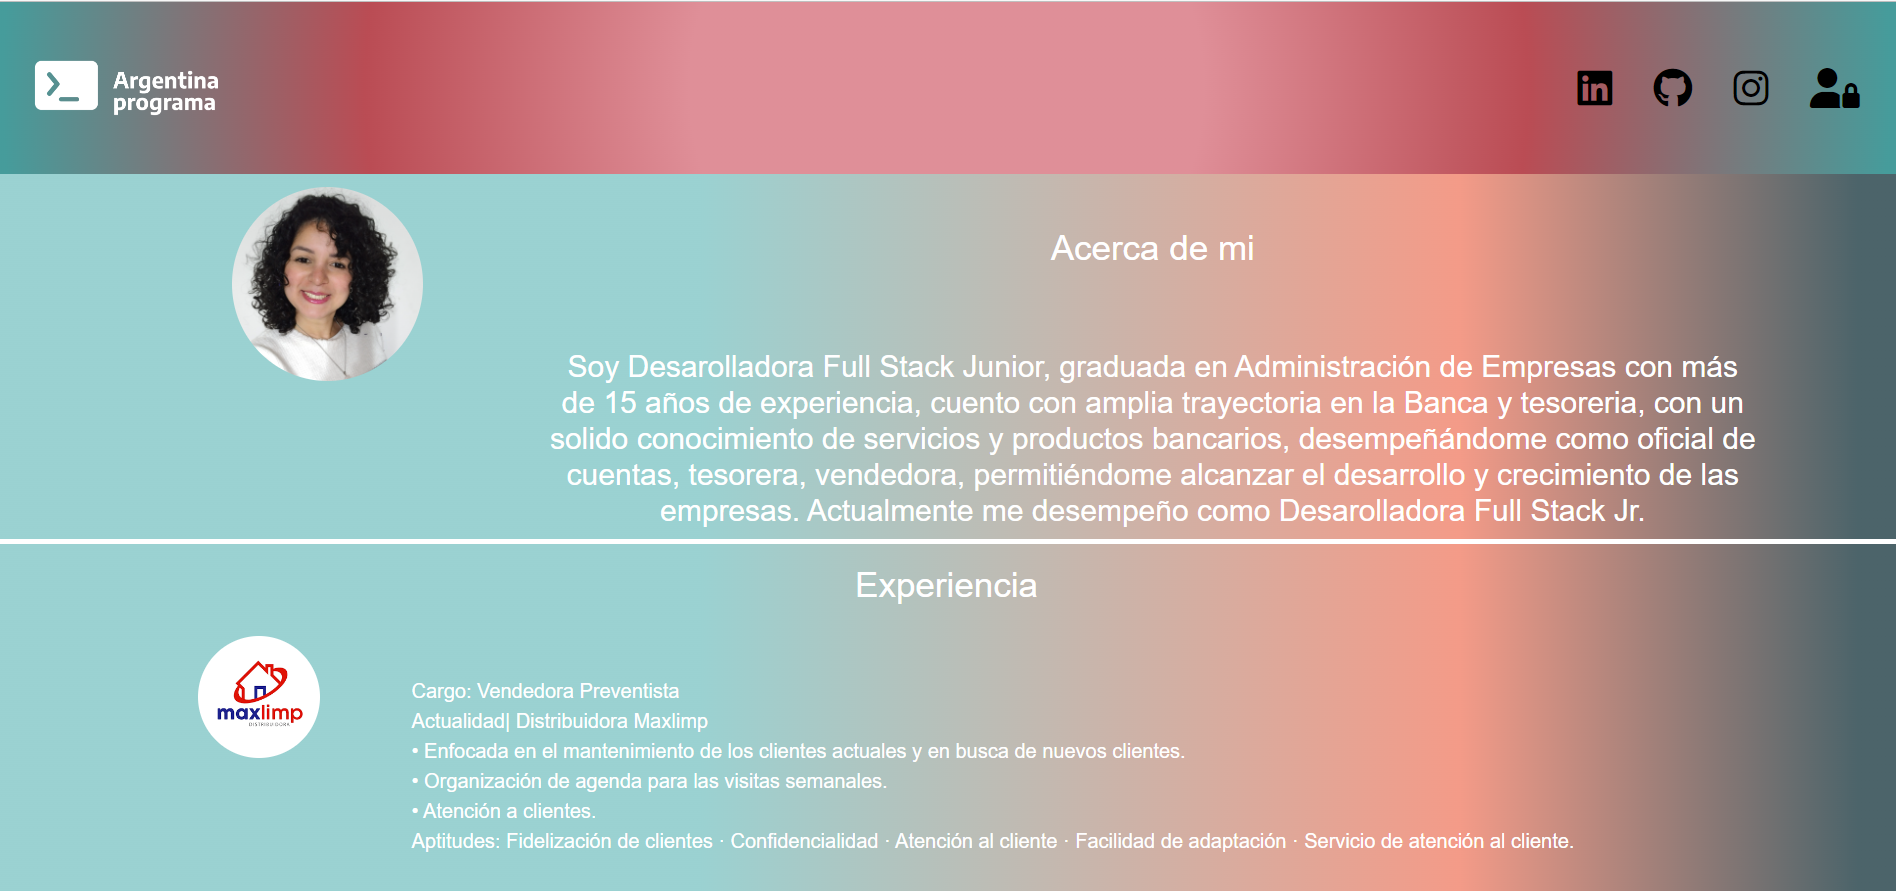 Argentina
programa
Acerca de mi
Soy Desarolladora Full Stack Junior, graduada en Administración de Empresas con más
de 15 años de experiencia, cuento con amplia trayectoria en la Banca y tesoreria, con un
solido conocimiento de servicios y productos bancarios, desempeñándome como oficial de
cuentas, tesorera, vendedora, permitiéndome alcanzar el desarrollo y crecimiento de las
empresas. Actualmente me desempeño como Desarolladora Full Stack Jr.
Experiencia
maxlimp
DISTRIBUIDORA
Cargo: Vendedora Preventista
Actualidad| Distribuidora Maxlimp
• Enfocada en el mantenimiento de los clientes actuales y en busca de nuevos clientes.
• Organización de agenda para las visitas semanales.
• Atención a clientes.
Aptitudes: Fidelización de clientes · Confidencialidad · Atención al cliente · Facilidad de adaptación · Servicio de atención al cliente.